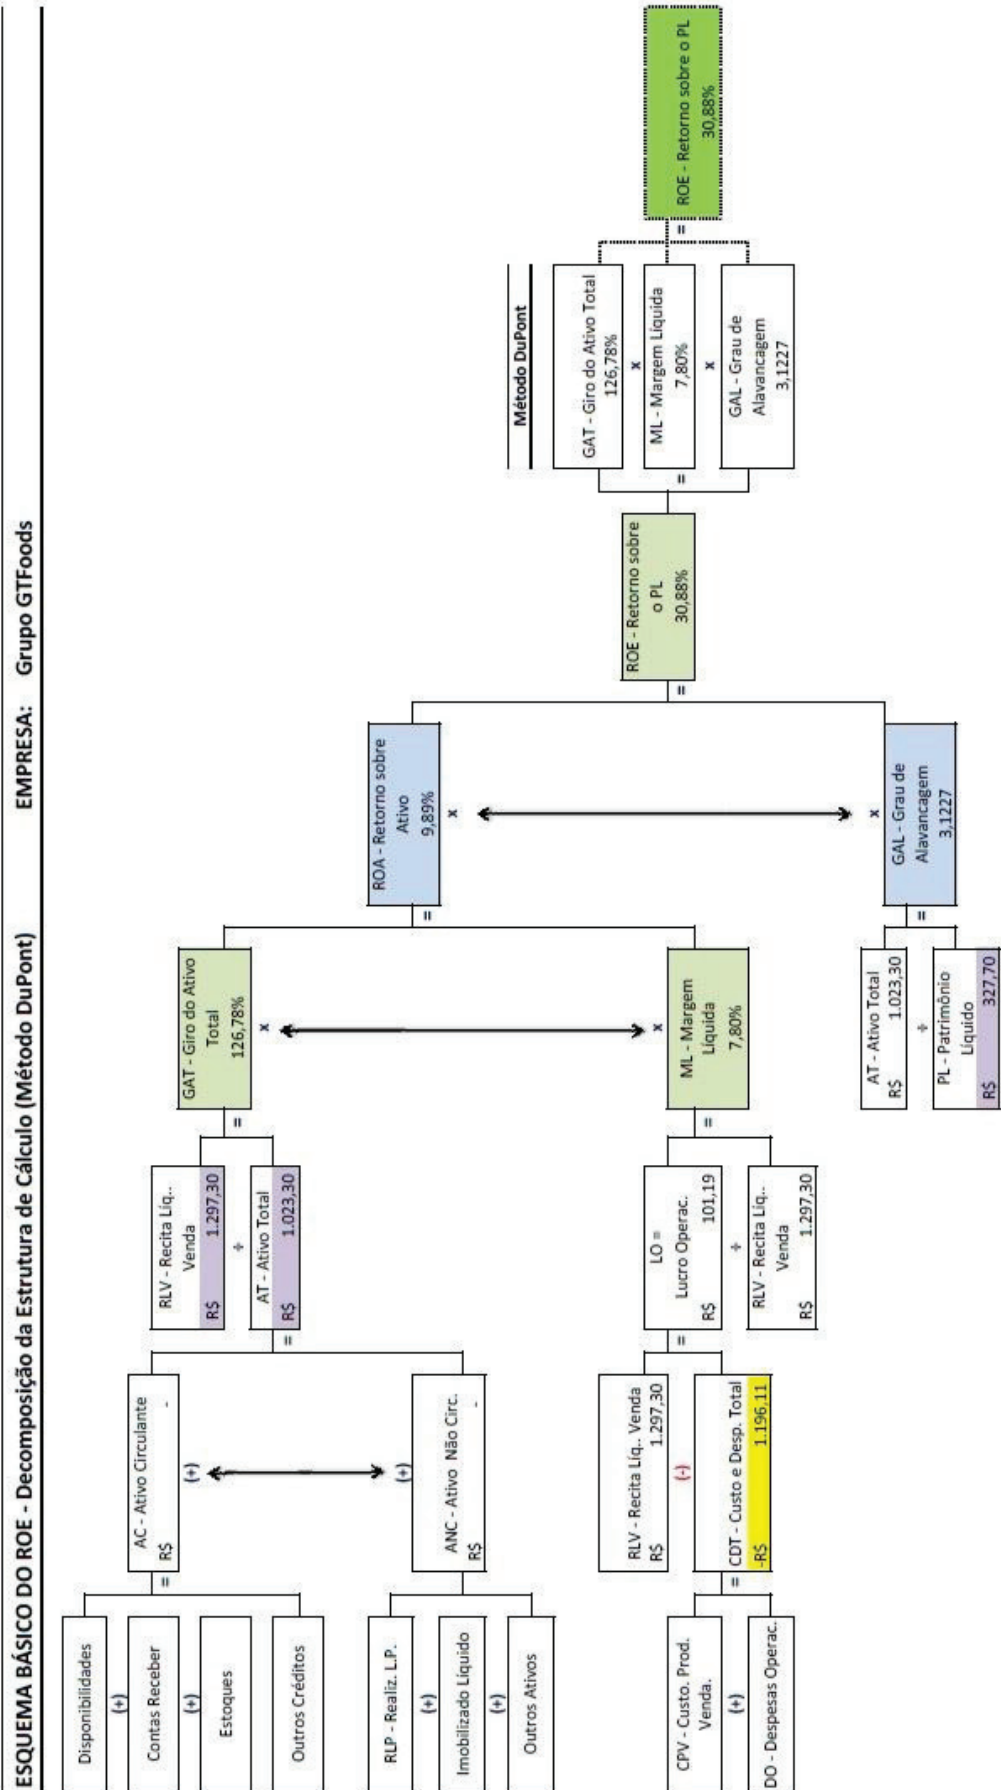 ESQUEMA BÁSICO DO ROE - Decomposição da Estrutura de Cálculo (Método DuPont) EMPRESA: Grupo GTFoods
Disponibilidades
(+)
Contas Receber
(+)
Estoques
Outros Créditos
=
AC - Ativo Circulante
R$ -
(+)
RLP - Realiz. L.P.
(+)
Imobilizado Líquido
(+)
Outros Ativos
=
(+)
ANC - Ativo Não Circ.
R$ -
=
RLV - Recita Líq..
Venda
R$ 1.297,30
÷
AT - Ativo Total
R$ 1.023,30
=
GAT - Giro do Ativo
Total
126,78%
x
CPV - Custo. Prod.
Venda.
(+)
DO - Despesas Operac.
=
RLV - Recita Líq.. Venda
R$ 1.297,30
(-)
CDT - Custo e Desp. Total
-R$ 1.196,11
=
LO =
Lucro Operac.
R$ 101,19
÷
RLV - Recita Líq..
Venda
R$ 1.297,30
=
x
ML - Margem
Líquida
7,80%
=
ROA - Retorno sobre
Ativo
9,89%
x
AT - Ativo Total
R$ 1.023,30
÷
PL - Patrimônio
Líquido
R$ 327,70
=
x
GAL - Grau de
Alavancagem
3,1227
=
ROE - Retorno sobre
o PL
30,88%
=
Método DuPont
GAT - Giro do Ativo Total
126,78%
x
ML - Margem Líquida
7,80%
x
GAL - Grau de
Alavancagem
3,1227
=
ROE - Retorno sobre o PL
30,88%